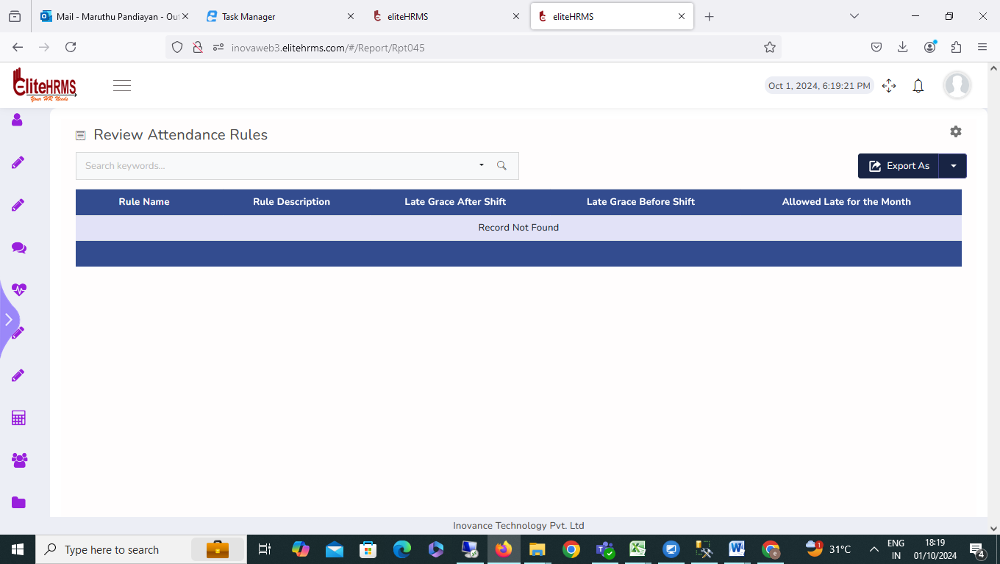 Mail - Maruthu Pandiayan - Out
Task Manager
eliteHRMS
eliteHRMS
inovaweb3.elitehrms.com/#/Report/Rpt045
EliteHRMS
Your HR Needs
Oct 1, 2024, 6:19:21 PM
Review Attendance Rules
Search keywords...
Export As
Rule Name Rule Description Late Grace After Shift Late Grace Before Shift Allowed Late for the Month
Record Not Found
Inovance Technology Pvt. Ltd
Type here to search
e
1
31°C
ENG
IN
18:19
01/10/2024
4